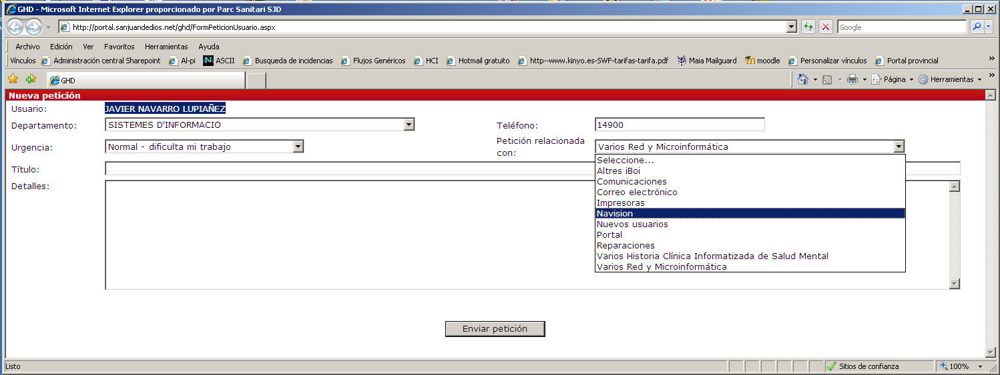 GHD - Microsoft Internet Explorer proporcionado por Parc Sanitari SJD
http://portal.sanjuandedios.net/ghd/FormPeticionUsuario.aspx
Google
Archivo Edición Ver Favoritos Herramientas Ayuda
Vínculos Administración central Sharepoint Al-pi N ASCII Busqueda de incidencias Flujos Genéricos HCI Hotmail gratuito http--www.kinyo.es-SWF-tarifas-tarifa.pdf Maia Mailguard moodle Personalizar vínculos Portal provincial »
GHD
Página Herramientas »
Nueva petición
Usuario: JAVIER NAVARRO LUPIAÑEZ
Departamento: SISTEMES D'INFORMACIO Teléfono: 14900
Urgencia: Normal - dificulta mi trabajo Petición relacionada con: Varios Red y Microinformática
Seleccione...
Altres iBoi
Comunicaciones
Correo electrónico
Impresoras
Navision
Nuevos usuarios
Portal
Reparaciones
Varios Historia Clínica Informatizada de Salud Mental
Varios Red y Microinformática
Título:
Detalles:
Enviar petición
Listo Sitios de confianza 100%